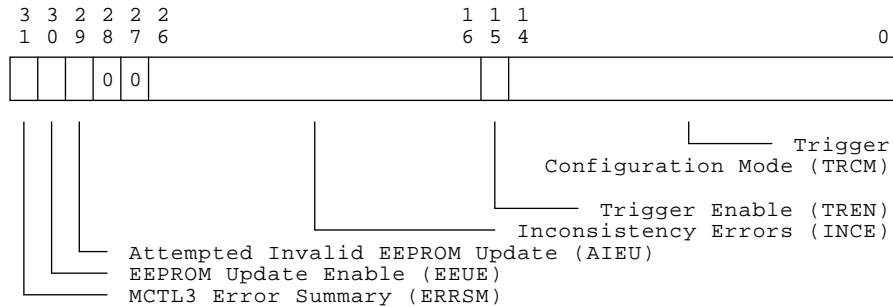 3 3 2 2 2 2 1 1 1
1 0 9 8 7 6 6 5 4 0
0 0
Trigger
Configuration Mode (TRCM)
Trigger Enable (TREN)
Inconsistency Errors (INCE)
Attempted Invalid EEPROM Update (AIEU)
EEPROM Update Enable (EEUE)
MCTL3 Error Summary (ERRSM)